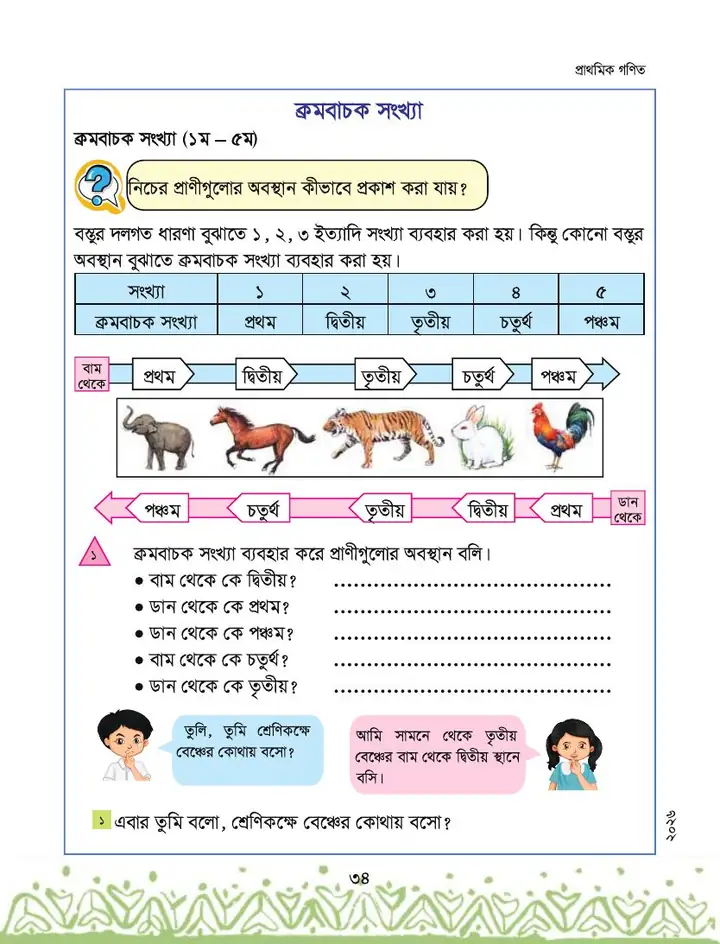 প্রাথমিক গণিত
ক্রমবাচক সংখ্যা
ক্রমবাচক সংখ্যা (১ম – ৫ম)
নিচের প্রাণীগুলোর অবস্থান কীভাবে প্রকাশ করা যায়?
বস্তুর দলগত ধারণা বুঝাতে ১, ২, ৩ ইত্যাদি সংখ্যা ব্যবহার করা হয়। কিন্তু কোনো বস্তুর
অবস্থান বুঝাতে ক্রমবাচক সংখ্যা ব্যবহার করা হয়।
সংখ্যা ১ ২ ৩ ৪ ৫
ক্রমবাচক সংখ্যা প্রথম দ্বিতীয় তৃতীয় চতুর্থ পঞ্চম
বাম
থেকে
প্রথম দ্বিতীয় তৃতীয় চতুর্থ পঞ্চম
পঞ্চম চতুর্থ তৃতীয় দ্বিতীয় প্রথম
ডান
থেকে
১ ক্রমবাচক সংখ্যা ব্যবহার করে প্রাণীগুলোর অবস্থান বলি।
• বাম থেকে কে দ্বিতীয়? ..........................................
• ডান থেকে কে প্রথম? ..........................................
• ডান থেকে কে পঞ্চম? ..........................................
• বাম থেকে কে চতুর্থ? ..........................................
• ডান থেকে কে তৃতীয়? ..........................................
তুলি, তুমি শ্রেণিকক্ষে
বেঞ্চের কোথায় বসো?
আমি সামনে থেকে তৃতীয়
বেঞ্চের বাম থেকে দ্বিতীয় স্থানে
বসি।
১ এবার তুমি বলো, শ্রেণিকক্ষে বেঞ্চের কোথায় বসো?
২০২৬
৩৪